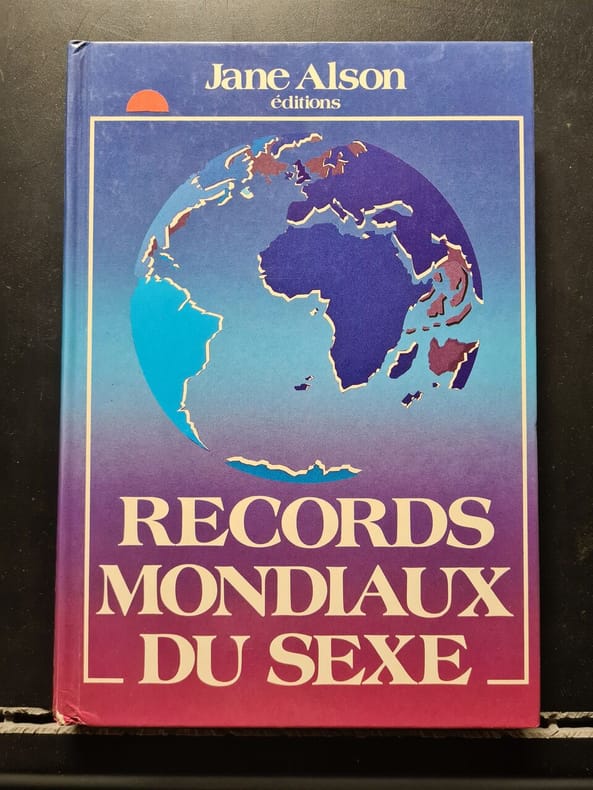 Jane Alson
éditions
RECORDS
MONDIAUX
DU SEXE